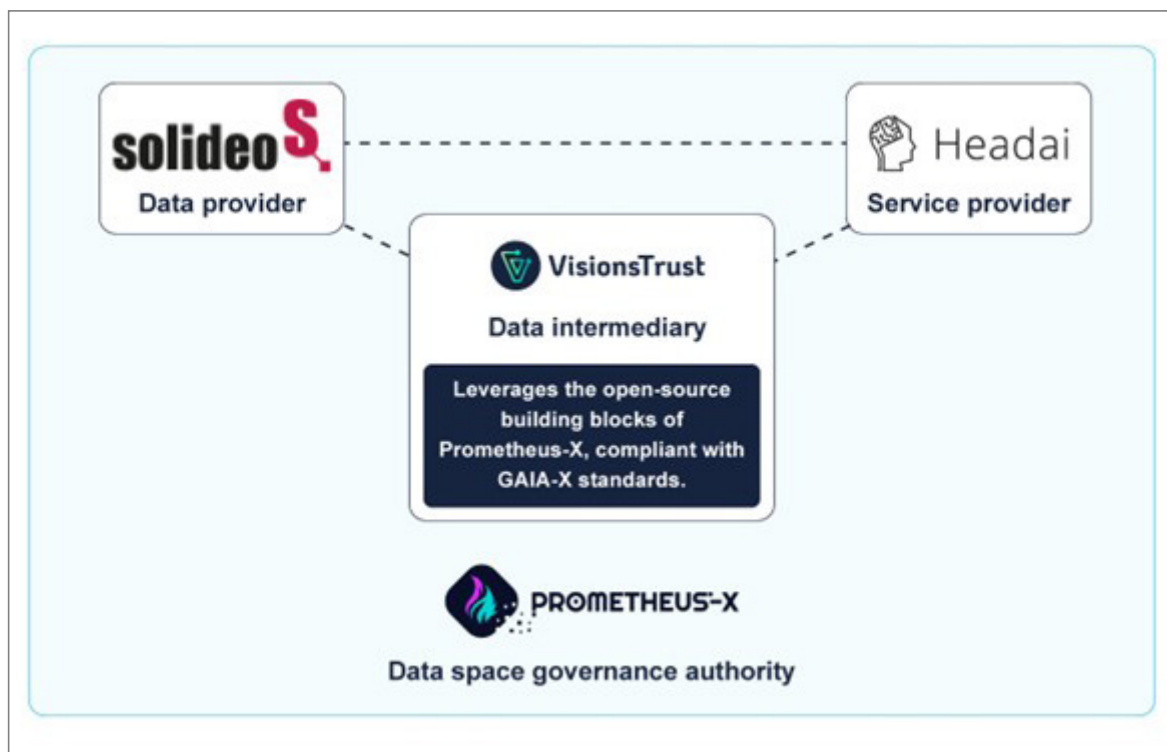 solideo S
Data provider
Headai
Service provider
VisionsTrust
Data intermediary
Leverages the open-source
building blocks of
Prometheus-X, compliant with
GAIA-X standards.
PROMETHEUS-X
Data space governance authority